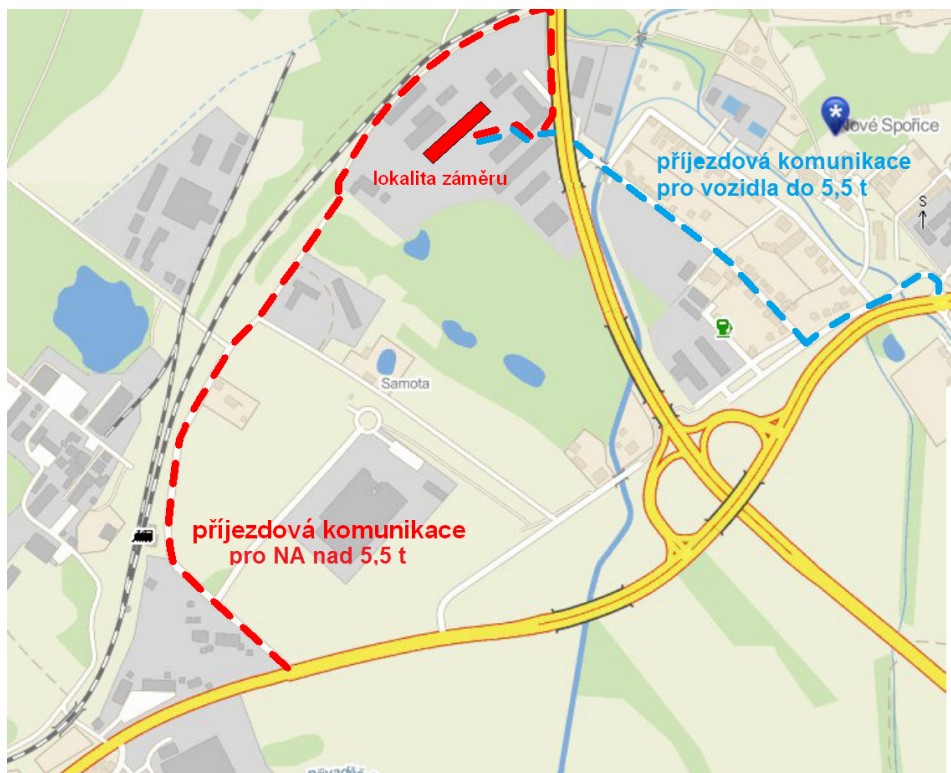 Nové Spořice
příjezdová komunikace
pro vozidla do 5,5 t
lokalita záměru
S
Samota
příjezdová komunikace
pro NA nad 5,5 t